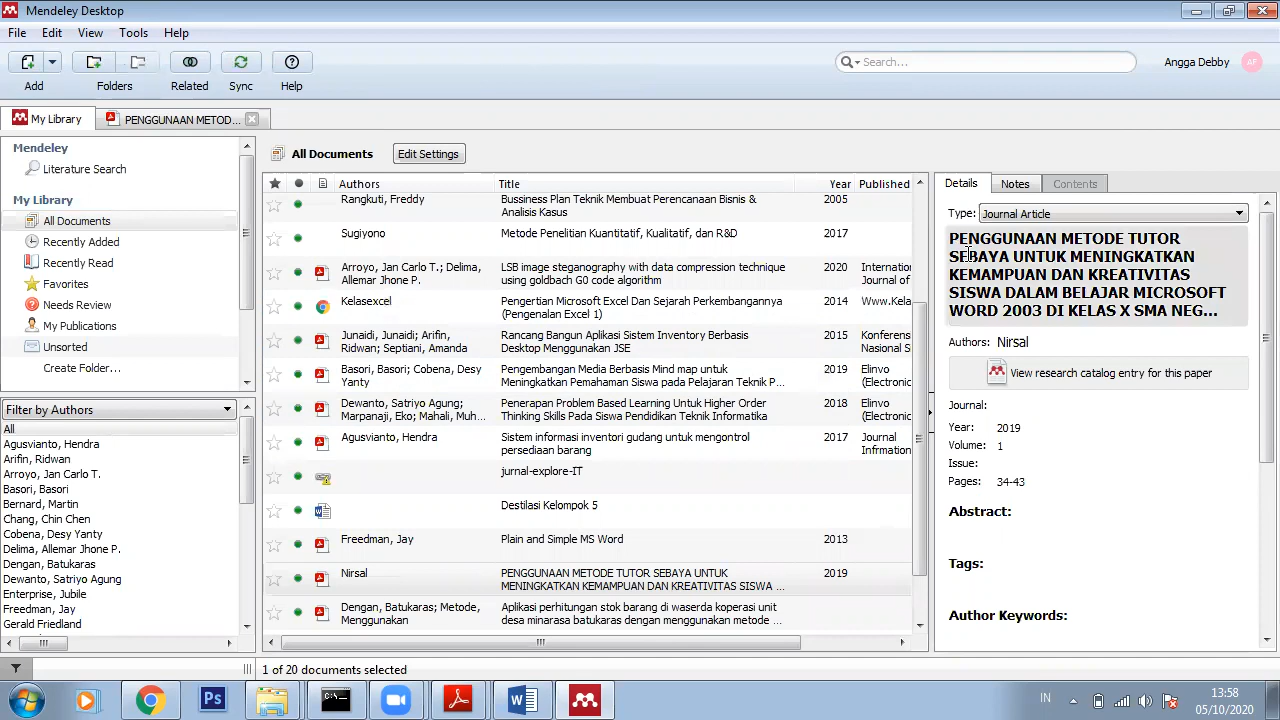 Mendeley Desktop
File Edit View Tools Help
Search...
Angga Debby AF
Add Folders Related Sync Help
My Library
PENGGUNAAN METOD...
Mendeley
Literature Search
My Library
All Documents
Recently Added
Recently Read
Favorites
Needs Review
My Publications
Unsorted
Create Folder...
Filter by Authors
All
Agusvianto, Hendra
Arifin, Ridwan
Arroyo, Jan Carlo T.
Basori, Basori
Bernard, Martin
Chang, Chin Chen
Cobena, Desy Yanty
Delima, Allemar Jhone P.
Dengan, Batukaras
Dewanto, Satriyo Agung
Enterprise, Jubile
Freedman, Jay
Gerald Friedland
All Documents Edit Settings
Authors Title Year Published
Rangkuti, Freddy Bussiness Plan Teknik Membuat Perencanaan Bisnis & 2005
Analisis Kasus
Sugiyono Metode Penelitian Kuantitatif, Kualitatif, dan R&D 2017
Arroyo, Jan Carlo T.; Delima, LSB image steganography with data compression technique 2020 Internatio
Allemar Jhone P. using goldbach G0 code algorithm Journal of
Kelasexcel Pengertian Microsoft Excel Dan Sejarah Perkembangannya 2014 Www.Kela
(Pengenalan Excel 1)
Junaidi, Junaidi; Arifin, Rancang Bangun Aplikasi Sistem Inventory Berbasis 2015 Konferens
Ridwan; Septiani, Amanda Desktop Menggunakan JSE Nasional S
Basori, Basori; Cobena, Desy Pengembangan Media Berbasis Mind map untuk 2019 Elinvo
Yanty Meningkatkan Pemahaman Siswa pada Pelajaran Teknik P... (Electronic
Dewanto, Satriyo Agung; Penerapan Problem Based Learning Untuk Higher Order 2018 Elinvo
Marpanaji, Eko; Mahali, Muh... Thinking Skills Pada Siswa Pendidikan Teknik Informatika (Electronic
Agusvianto, Hendra Sistem informasi inventori gudang untuk mengontrol 2017 Journal
persediaan barang Infrmation
jurnal-explore-IT
Destilasi Kelompok 5
Freedman, Jay Plain and Simple MS Word 2013
Nirsal PENGGUNAAN METODE TUTOR SEBAYA UNTUK 2019
MENINGKATKAN KEMAMPUAN DAN KREATIVITAS SISWA ...
Dengan, Batukaras; Metode, Aplikasi perhitungan stok barang di waserda koperasi unit
Menggunakan desa minarasa batukaras dengan menggunakan metode ...
Details Notes Contents
Type: Journal Article
PENGGUNAAN METODE TUTOR
SEBAYA UNTUK MENINGKATKAN
KEMAMPUAN DAN KREATIVITAS
SISWA DALAM BELAJAR MICROSOFT
WORD 2003 DI KELAS X SMA NEG...
Authors: Nirsal
View research catalog entry for this paper
Journal:
Year: 2019
Volume: 1
Issue:
Pages: 34-43
Abstract:
Tags:
Author Keywords:
1 of 20 documents selected
Ps
IN
13:58
05/10/2020